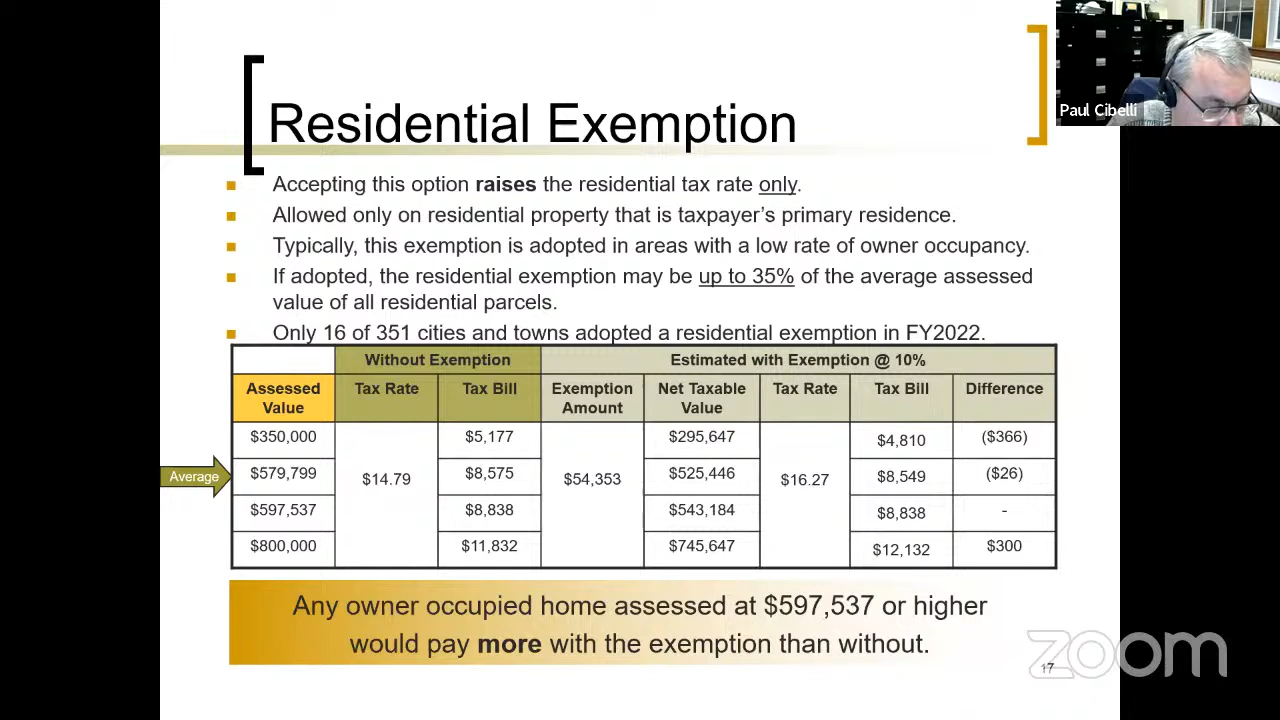 Residential Exemption
Paul Cibelli
Accepting this option raises the residential tax rate only.
Allowed only on residential property that is taxpayer's primary residence.
Typically, this exemption is adopted in areas with a low rate of owner occupancy.
If adopted, the residential exemption may be up to 35% of the average assessed
value of all residential parcels.
Only 16 of 351 cities and towns adopted a residential exemption in FY2022.
Without Exemption Estimated with Exemption @ 10%
Assessed Value Tax Rate Tax Bill Exemption Amount Net Taxable Value Tax Rate Tax Bill Difference
$350,000 $5,177 $295,647 $4,810 ($366)
Average $579,799 $14.79 $8,575 $54,353 $525,446 $16.27 $8,549 ($26)
$597,537 $8,838 $543,184 $8,838 -
$800,000 $11,832 $745,647 $12,132 $300
Any owner occupied home assessed at $597,537 or higher
would pay more with the exemption than without.
zoom
17